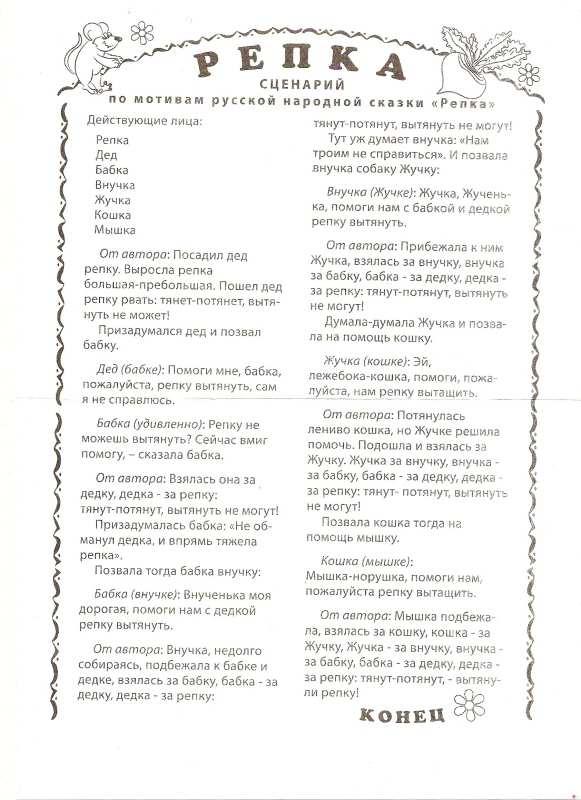 РЕПКА
СЦЕНАРИЙ
по мотивам русской народной сказки «Репка»
Действующие лица:
Репка
Дед
Бабка
Внучка
Жучка
Кошка
Мышка
От автора: Посадил дед
репку. Выросла репка
большая-пребольшая. Пошел дед
репку рвать: тянет-потянет, вытя-
нуть не может!
Призадумался дед и позвал
бабку.
Дед (бабке): Помоги мне, бабка,
пожалуйста, репку вытянуть, сам
я не справлюсь.
Бабка (удивленно): Репку не
можешь вытянуть? Сейчас вмиг
помогу, – сказала бабка.
От автора: Взялась она за
дедку, дедка - за репку:
тянут-потянут, вытянуть не могут!
Призадумалась бабка: «Не об-
манул дедка, и впрямь тяжела
репка».
Позвала тогда бабка внучку:
Бабка (внучке): Внученька моя
дорогая, помоги нам с дедкой
репку вытянуть.
От автора: Внучка, недолго
собираясь, подбежала к бабке и
дедке, взялась за бабку, бабка - за
дедку, дедка - за репку:
тянут-потянут, вытянуть не могут!
Тут уж думает внучка: «Нам
троим не справиться». И позвала
внучка собаку Жучку:
Внучка (Жучке): Жучка, Жучень-
ка, помоги нам с бабкой и дедкой
репку вытянуть.
От автора: Прибежала к ним
Жучка, взялась за внучку, внучка
за бабку, бабка - за дедку, дедка -
за репку: тянут-потянут, вытянуть
не могут!
Думала-думала Жучка и позва-
ла на помощь кошку.
Жучка (кошке): Эй,
лежебока-кошка, помоги, пожа-
луйста, нам репку вытащить.
От автора: Потянулась
лениво кошка, но Жучке решила
помочь. Подошла и взялась за
Жучку. Жучка за внучку, внучка -
за бабку, бабка - за дедку, дедка -
за репку: тянут- потянут, вытянуть
не могут!
Позвала кошка тогда на
помощь мышку.
Кошка (мышке):
Мышка-норушка, помоги нам,
пожалуйста репку вытащить.
От автора: Мышка подбежа-
ла, взялась за кошку, кошка - за
Жучку, Жучка - за внучку, внучка -
за бабку, бабка - за дедку, дедка -
за репку: тянут-потянут, - вытяну-
ли репку!
КОНЕЦ